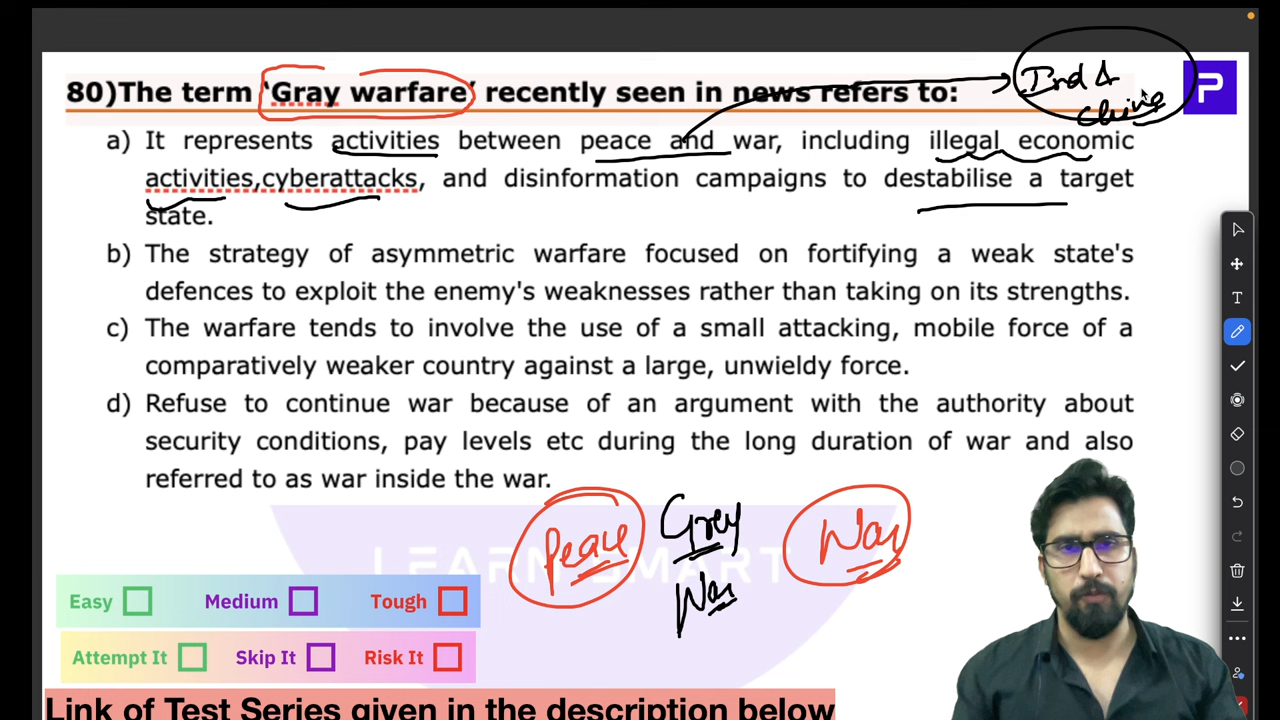 80)The term ‘Gray warfare’ recently seen in news refers to:
Ind &
China
P
a) It represents activities between peace and war, including illegal economic
activities,cyberattacks, and disinformation campaigns to destabilise a target
state.
b) The strategy of asymmetric warfare focused on fortifying a weak state's
defences to exploit the enemy's weaknesses rather than taking on its strengths.
c) The warfare tends to involve the use of a small attacking, mobile force of a
comparatively weaker country against a large, unwieldy force.
d) Refuse to continue war because of an argument with the authority about
security conditions, pay levels etc during the long duration of war and also
referred to as war inside the war.
Peace Grey War
War
Easy Medium Tough
Attempt It Skip It Risk It
Link of Test Series given in the description below